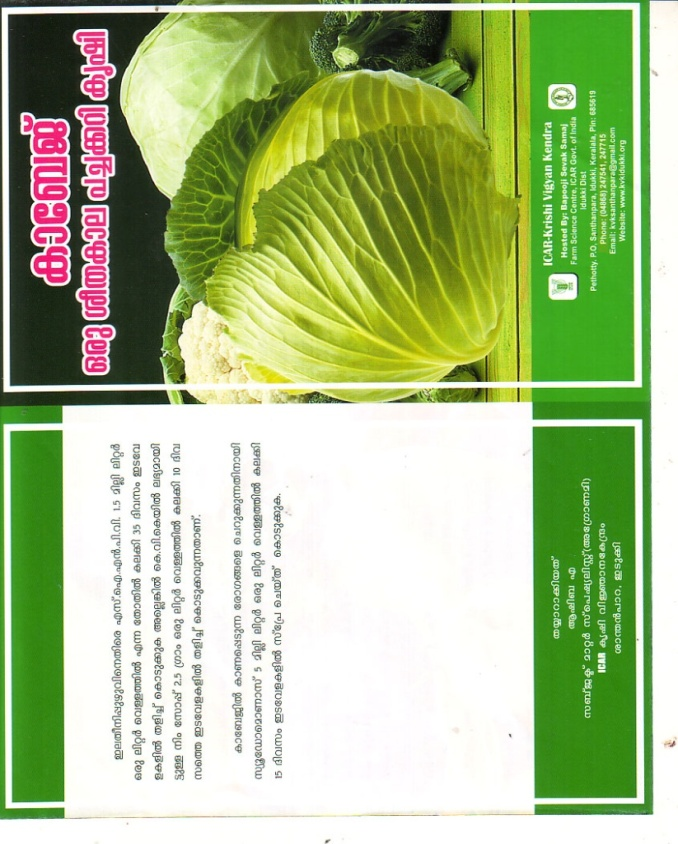 ഇലതീനിപ്പുഴുവിനെതിരെ എസ്.ഐ.എൻ.പി.വി. 1.5 മില്ലി ലിറ്റർ
ഒരു ലിറ്റർ വെള്ളത്തിൽ എന്ന തോതിൽ കലക്കി 35 ദിവസം ഇടവേ
ളകളിൽ തളിച്ച് കൊടുക്കുക അല്ലെങ്കിൽ കെ.വി.കെയിൽ ലഭ്യമായി
ട്ടുള്ള നിം സോപ്പ് 2.5 ഗ്രാം ഒരു ലിറ്റർ വെള്ളത്തിൽ കലക്കി 10 ദിവ
സത്തെ ഇടവേളകളിൽ തളിച്ച് കൊടുക്കാവുന്നതാണ്.
കാബേജിൽ കാണപ്പെടുന്ന രോഗങ്ങളെ ചെറുക്കുന്നതിനായി
സ്യൂഡോമൊണാസ് 5 മില്ലി ലിറ്റർ ഒരു ലിറ്റർ വെള്ളത്തിൽ കലക്കി
15 ദിവസം ഇടവേളകളിൽ സ്പ്രേ ചെയ്ത് കൊടുക്കുക.
തയ്യാറാക്കിയത്
ആഷിബ എ
സബ്ജക്ട് മാറ്റർ സ്പെഷ്യലിസ്റ്റ്(അഗ്രോണമി)
ICAR കൃഷി വിജ്ഞാനകേന്ദ്രം
ശാന്തൻപാറ, ഇടുക്കി
കാബേജ്
ഒരു ശീതകാല പച്ചക്കറി കൃഷി
ICAR-Krishi Vigyan Kendra
Hosted By: Bapooji Sevak Samaj
Farm Science Centre, ICAR Govt. of India
Idukki Dist
Pethotty. P.O, Santhanpara, Idukki, Keralala, Pin: 685619
Phone: (04868) 247541, 247715
Email: kvksanthanpara@gmail.com
Website: www.kvkidukki.org